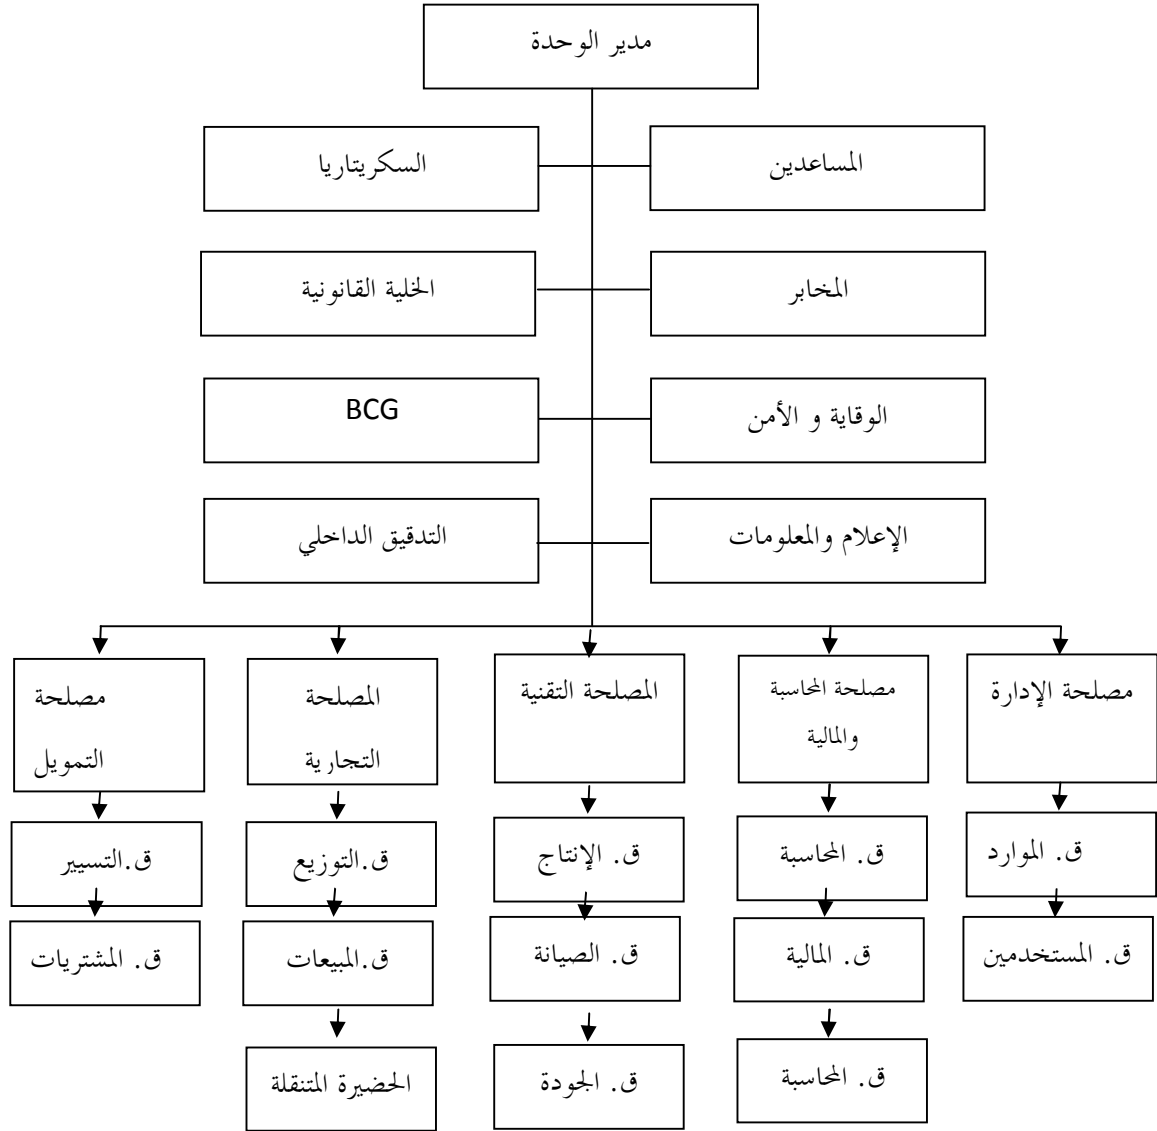 مدير الوحدة
المساعدين
السكريتاريا
المخابر
الخلية القانونية
الوقاية و الأمن
BCG
الإعلام والمعلومات
التدقيق الداخلي
مصلحة الإدارة
مصلحة المحاسبة
والمالية
المصلحة التقنية
المصلحة
التجارية
مصلحة
التمويل
ق. الموارد
ق. المحاسبة
ق. الإنتاج
ق.التوزيع
ق.التسيير
ق. المستخدمين
ق. المالية
ق. الصيانة
ق.المبيعات
ق. المشتريات
ق. المحاسبة
ق. الجودة
الحضيرة المتنقلة